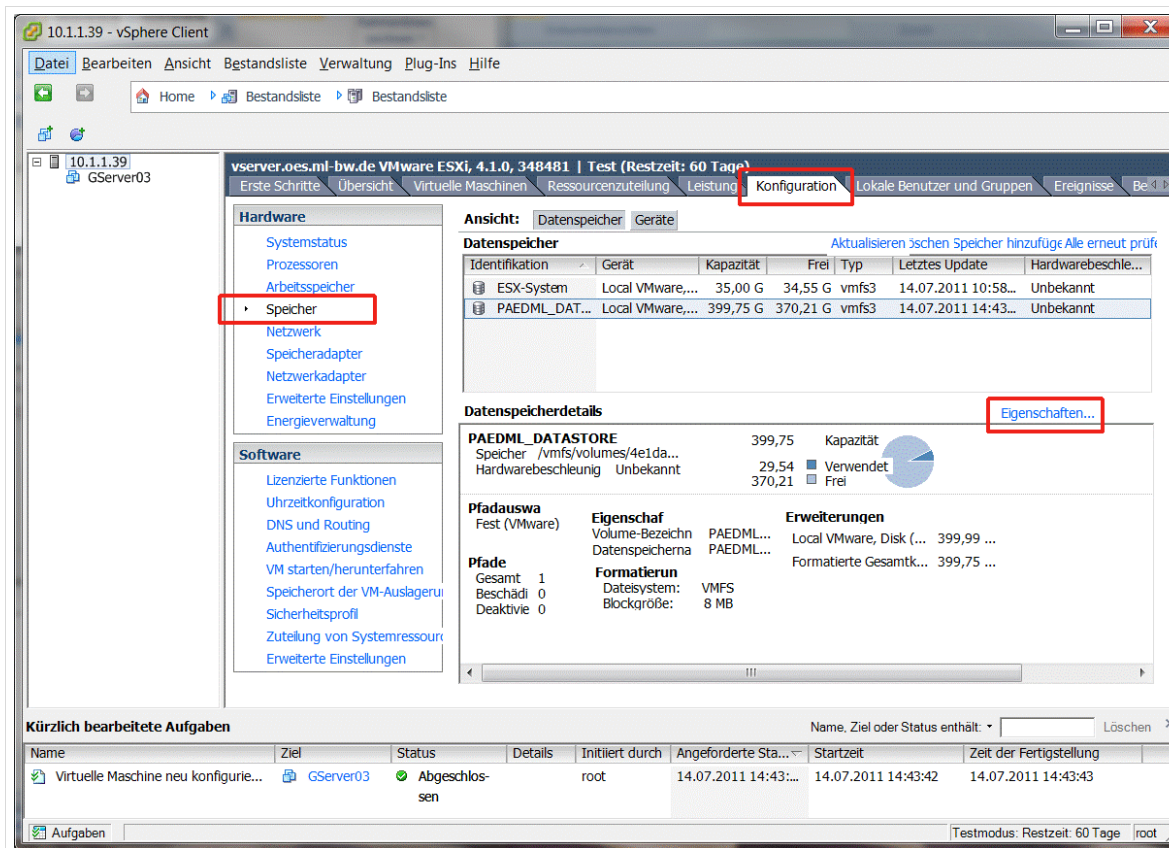 10.1.1.39 - vSphere Client
Datei Bearbeiten Ansicht Bestandsliste Verwaltung Plug-Ins Hilfe
Home Bestandsliste Bestandsliste
10.1.1.39
GServer03
vserver.oes.ml-bw.de VMware ESXi, 4.1.0, 348481 | Test (Restzeit: 60 Tage)
Erste Schritte Übersicht Virtuelle Maschinen Ressourcenzuteilung Leistung Konfiguration Lokale Benutzer und Gruppen Ereignisse Be
Hardware
Systemstatus
Prozessoren
Arbeitsspeicher
Speicher
Netzwerk
Speicheradapter
Netzwerkadapter
Erweiterte Einstellungen
Energieverwaltung
Software
Lizenzierte Funktionen
Uhrzeitkonfiguration
DNS und Routing
Authentifizierungsdienste
VM starten/herunterfahren
Speicherort der VM-Auslageru
Sicherheitsprofil
Zuteilung von Systemressourc
Erweiterte Einstellungen
Ansicht: Datenspeicher Geräte
Datenspeicher Aktualisieren öschen Speicher hinzufüge Alle erneut prüfe
Identifikation Gerät Kapazität Frei Typ Letztes Update Hardwarebeschle...
ESX-System Local VMware,... 35,00 G 34,55 G vmfs3 14.07.2011 10:58... Unbekannt
PAEDML_DAT... Local VMware,... 399,75 G 370,21 G vmfs3 14.07.2011 14:43... Unbekannt
Datenspeicherdetails Eigenschaften...
PAEDML_DATASTORE 399,75 Kapazität
Speicher /vmfs/volumes/4e1da...
Hardwarebeschleunig Unbekannt 29,54 Verwendet
370,21 Frei
Pfadauswa
Fest (VMware)
Pfade
Gesamt 1
Beschädi 0
Deaktivie 0
Eigenschaf
Volume-Bezeichn PAEDML...
Datenspeicherna PAEDML...
Formatierun
Dateisystem: VMFS
Blockgröße: 8 MB
Erweiterungen
Local VMware, Disk (... 399,99 ...
Formatierte Gesamtk... 399,75 ...
Kürzlich bearbeitete Aufgaben Name, Ziel oder Status enthält: Löschen
Name Ziel Status Details Initiiert durch Angeforderte Sta... Startzeit Zeit der Fertigstellung
Virtuelle Maschine neu konfigurie... GServer03 Abgeschlos- root 14.07.2011 14:43:... 14.07.2011 14:43:42 14.07.2011 14:43:43
sen
Aufgaben Testmodus: Restzeit: 60 Tage root